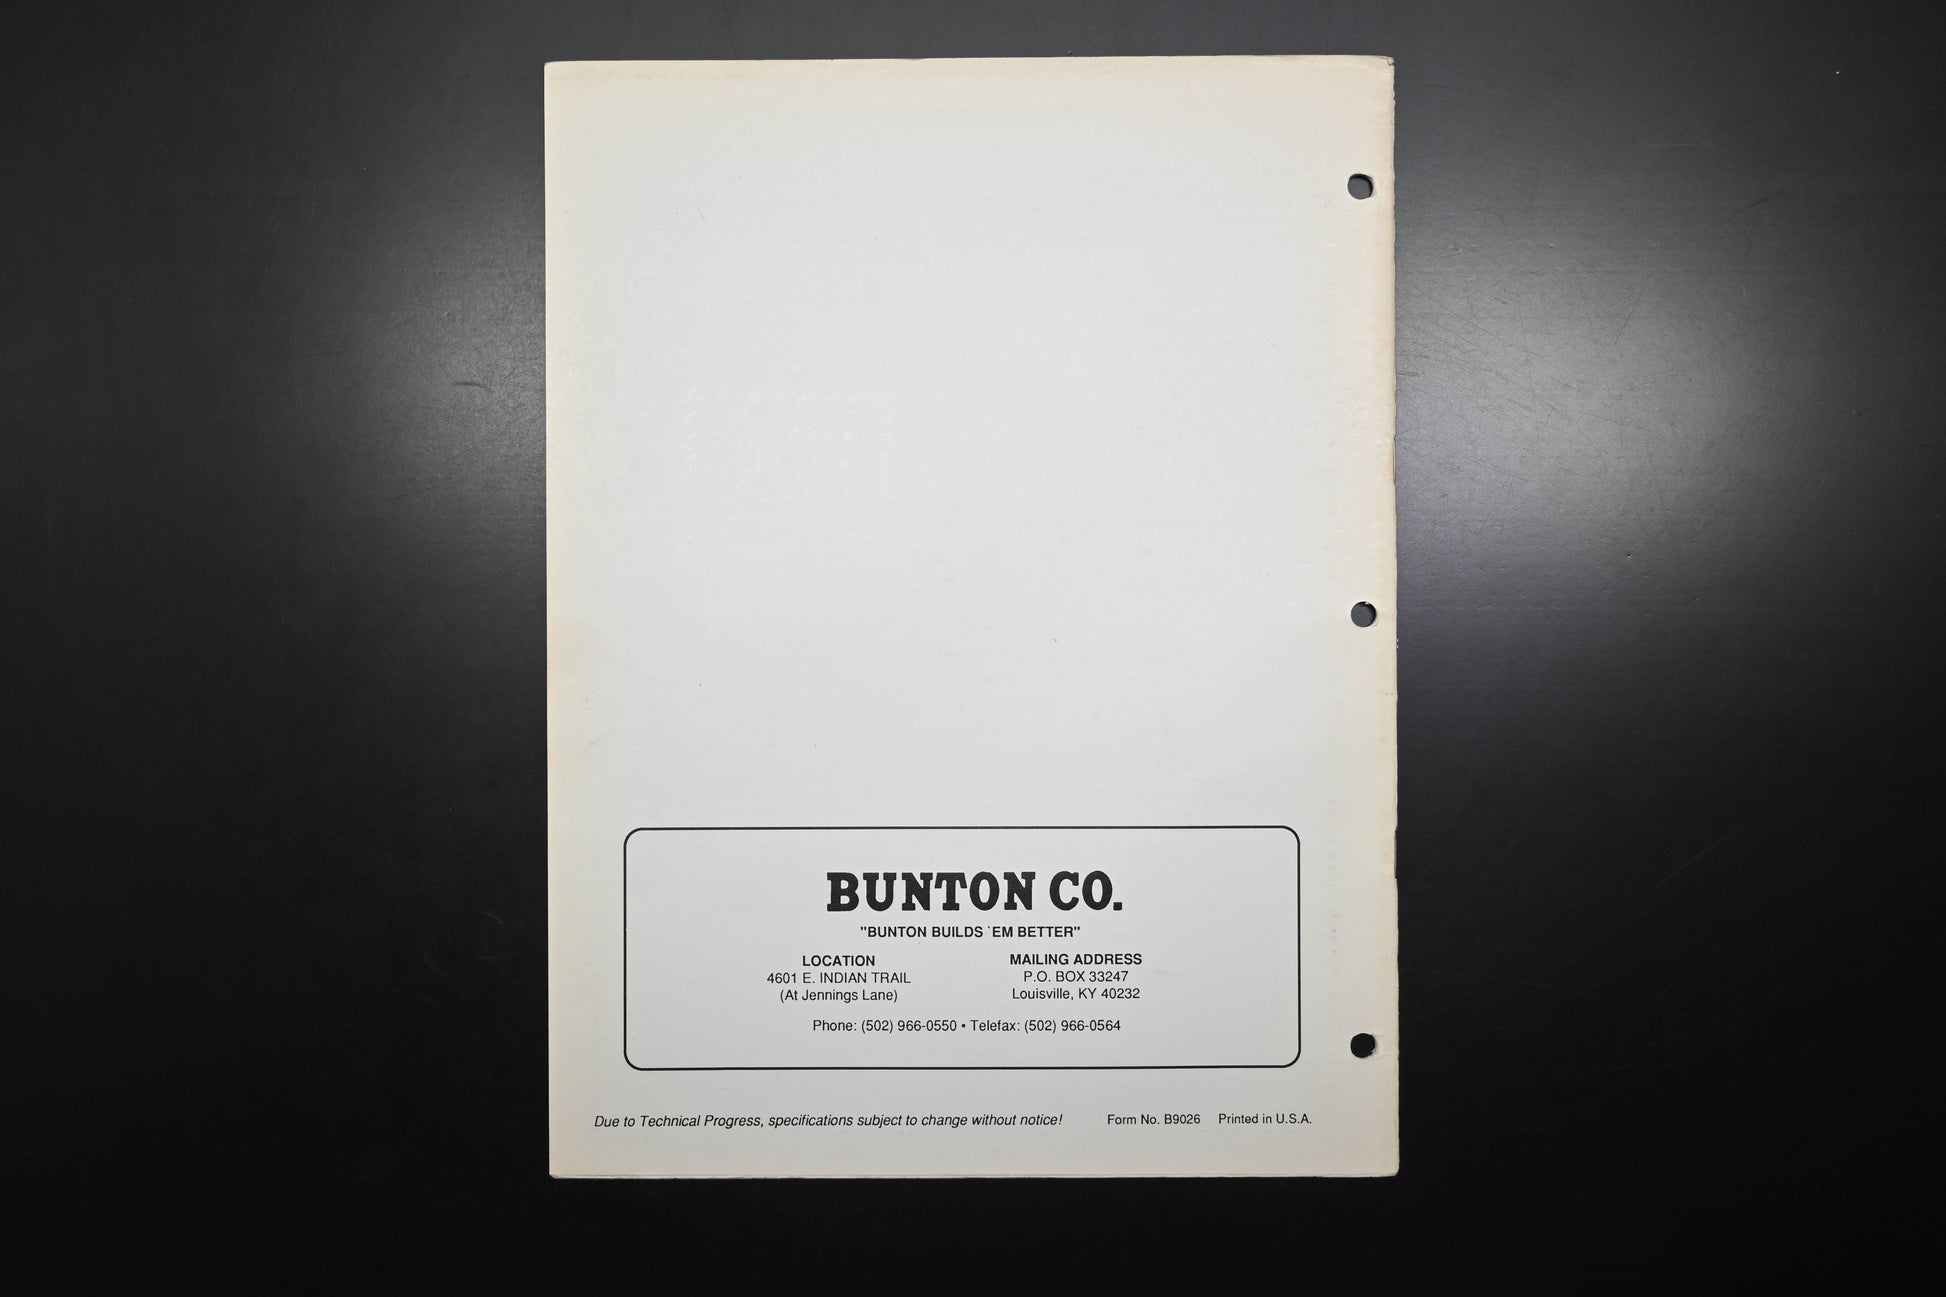 BUNTON CO.
"BUNTON BUILDS `EM BETTER"
LOCATION
4601 E. INDIAN TRAIL
(At Jennings Lane)
MAILING ADDRESS
P.O. BOX 33247
Louisville, KY 40232
Phone: (502) 966-0550 • Telefax: (502) 966-0564
Due to Technical Progress, specifications subject to change without notice! Form No. B9026 Printed in U.S.A.